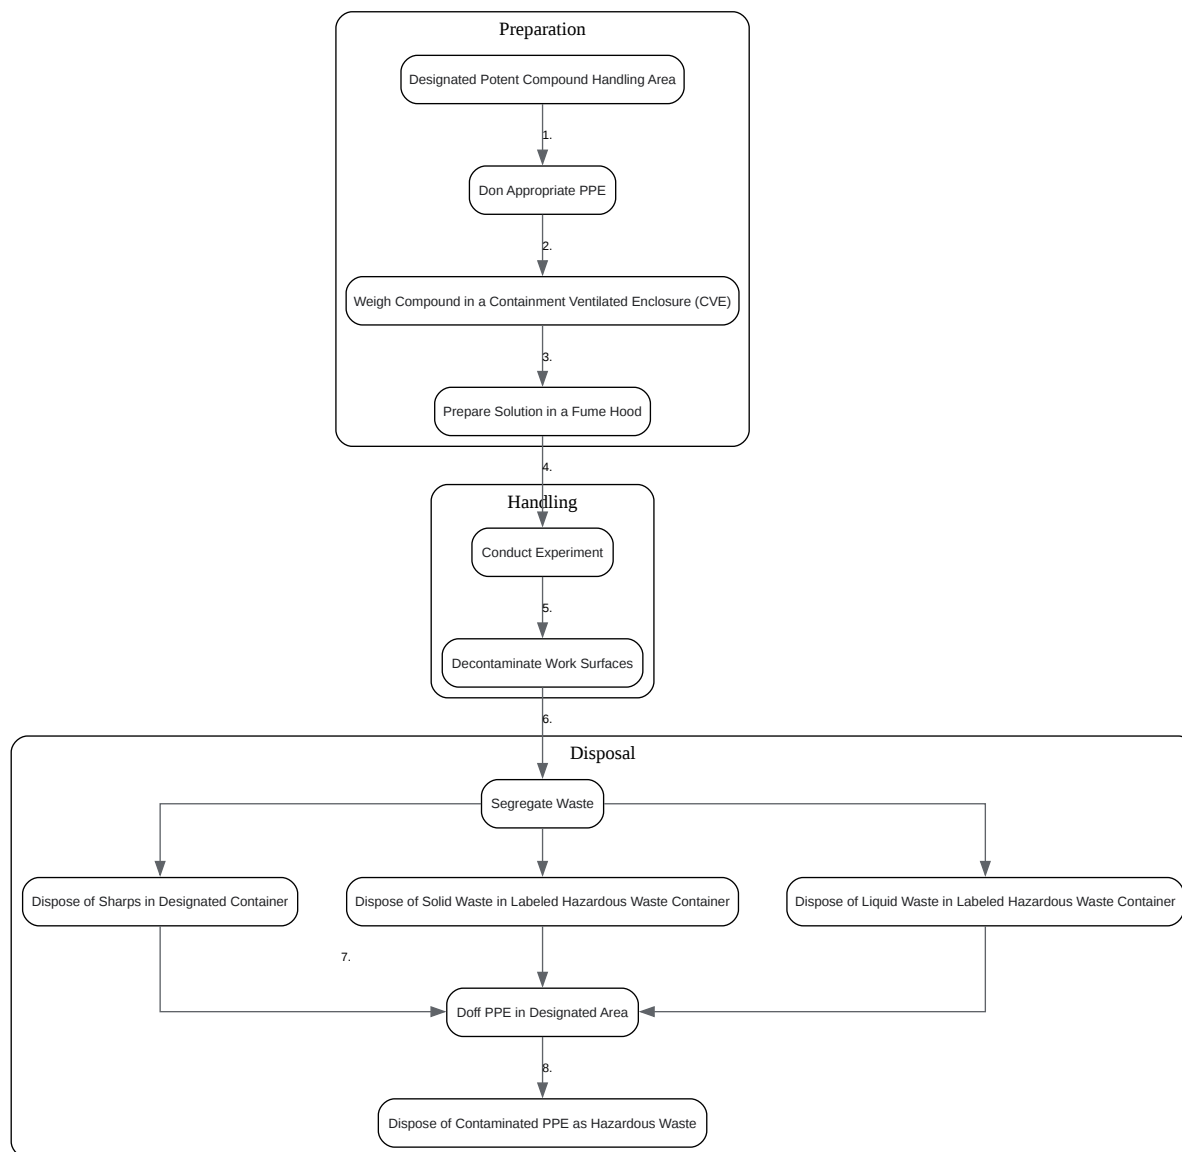 Preparation
Designated Potent Compound Handling Area
1.
Don Appropriate PPE
2.
Weigh Compound in a Containment Ventilated Enclosure (CVE)
3.
Prepare Solution in a Fume Hood
4.
Handling
Conduct Experiment
5.
Decontaminate Work Surfaces
6.
Disposal
Segregate Waste
Dispose of Sharps in Designated Container
Dispose of Solid Waste in Labeled Hazardous Waste Container
Dispose of Liquid Waste in Labeled Hazardous Waste Container
7.
Doff PPE in Designated Area
8.
Dispose of Contaminated PPE as Hazardous Waste